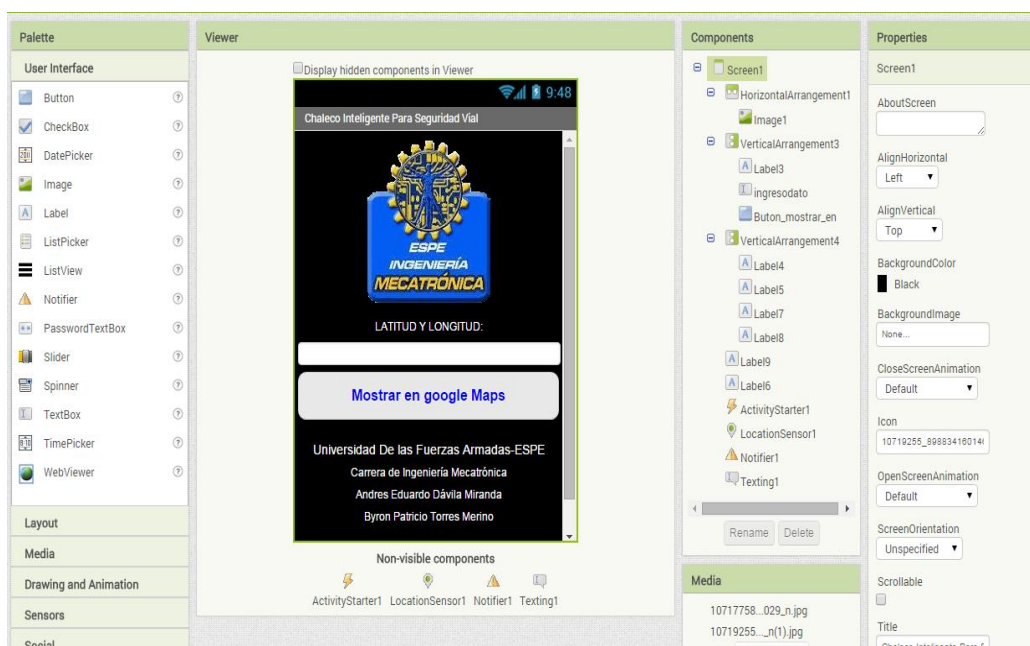 Palette
User Interface
Button
CheckBox
DatePicker
Image
Label
ListPicker
ListView
Notifier
PasswordTextBox
Slider
Spinner
TextBox
TimePicker
WebViewer
Layout
Media
Drawing and Animation
Sensors
Social
Viewer
Display hidden components in Viewer
9:48
Chaleco Inteligente Para Seguridad Vial
ESPE
INGENIERÍA
MECATRÓNICA
LATITUD Y LONGITUD:
Mostrar en google Maps
Universidad De las Fuerzas Armadas-ESPE
Carrera de Ingeniería Mecatrónica
Andres Eduardo Dávila Miranda
Byron Patricio Torres Merino
Non-visible components
ActivityStarter1 LocationSensor1 Notifier1 Texting1
Components
Screen1
HorizontalArrangement1
Image1
VerticalArrangement3
Label3
ingresodato
Buton_mostrar_en
VerticalArrangement4
Label4
Label5
Label7
Label8
Label9
Label6
ActivityStarter1
LocationSensor1
Notifier1
Texting1
Rename Delete
Media
10717758...029_n.jpg
10719255..._n(1).jpg
Properties
Screen1
AboutScreen
AlignHorizontal
Left
AlignVertical
Top
BackgroundColor
Black
BackgroundImage
None...
CloseScreenAnimation
Default
Icon
OpenScreenAnimation
Default
ScreenOrientation
Unspecified
Scrollable
Title